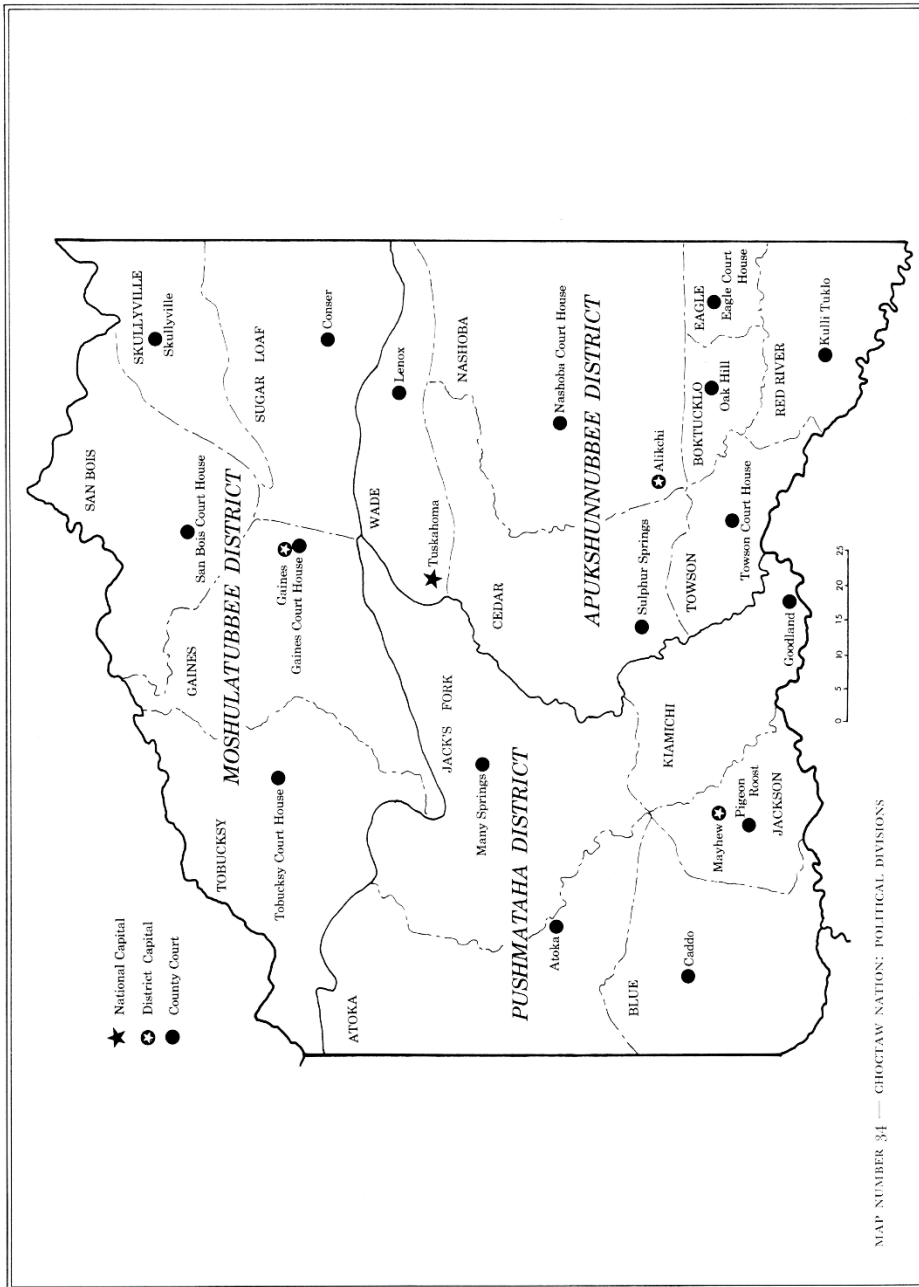 ★ National Capital
District Capital
● County Court
SAN BOIS
SKULLYVILLE
Skullyville
San Bois Court House
SUGAR LOAF
Conser
GAINES
MOSHULATUBBEE DISTRICT
Gaines
Gaines Court House
TOBUCKSY
Tobucksy Court House
ATOKA
WADE
Lenox
Tuskahoma
NASHOBA
JACK'S FORK
Many Springs
CEDAR
Nashoba Court House
PUSHMATAHA DISTRICT
Atoka
APUKSHUNNUBBEE DISTRICT
Sulphur Springs
Alikchi
BLUE
Caddo
KIAMICHI
TOWSON
Towson Court House
BOKTUCKLO
Oak Hill
EAGLE
Eagle Court
House
RED RIVER
Kulli Tuklo
Mayhew
Pigeon
Roost
JACKSON
Goodland
0 5 10 15 20 25
MAP NUMBER 34 — CHOCTAW NATION: POLITICAL DIVISIONS